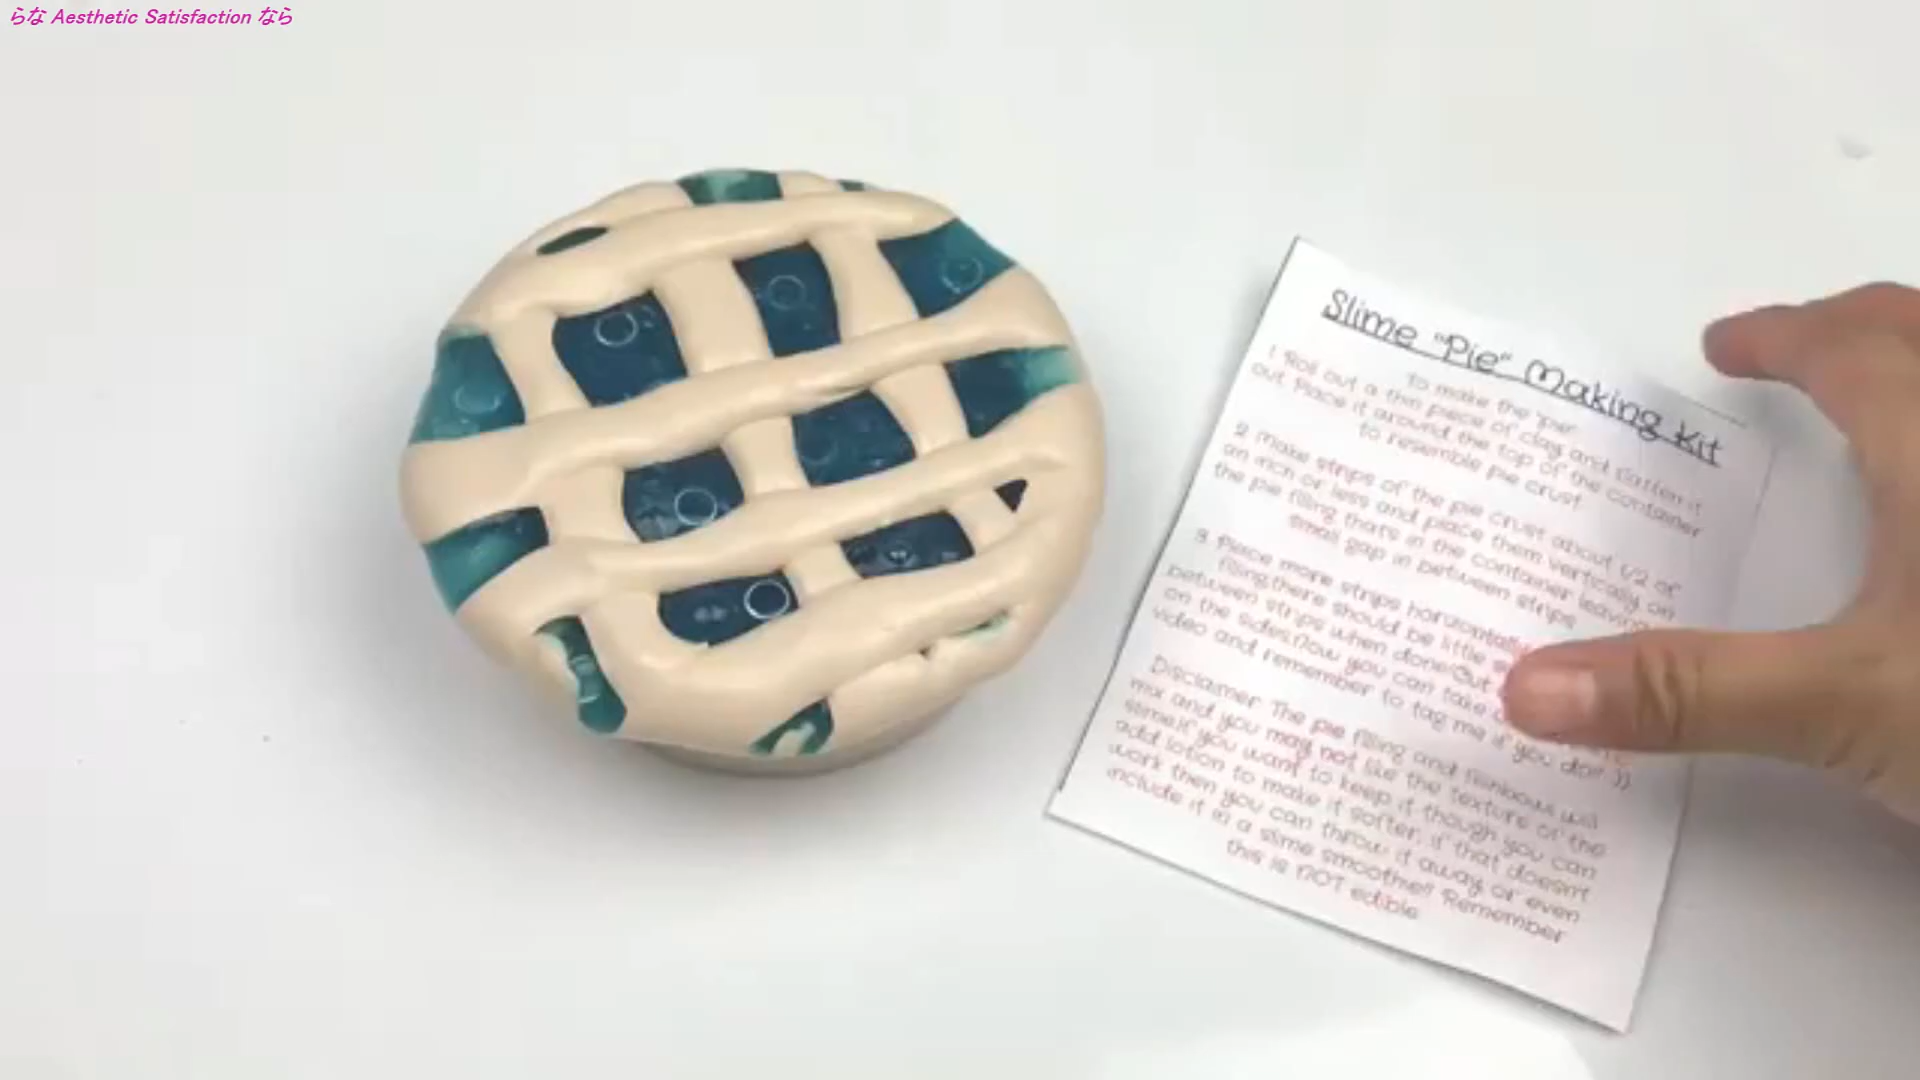 らな Aesthetic Satisfaction なら
Slime "Pie" Making Kit
To make the "pie"
1 Roll out a thin piece of clay and flatten it
out. Place it around the top of the container
to resemble pie crust
2 Make strips of the pie crust about 1/2 of
an inch or less and place them vertically on
the pie filling thats in the container leaving
small gap in between strips
3 Place more strips horizontally
filling,there should be little
between strips when done!Cut
on the sides.Now you can take
video and remember to tag me if you do!! :))
Disclaimer: The pie filling and rainbows will
mix and you may not like the texture of the
slime.if you want to keep it though you can
add lotion to make it softer, if that doesn't
work then you can throw it away or even
include it in a slime smoothie!! Remember
this is NOT edible